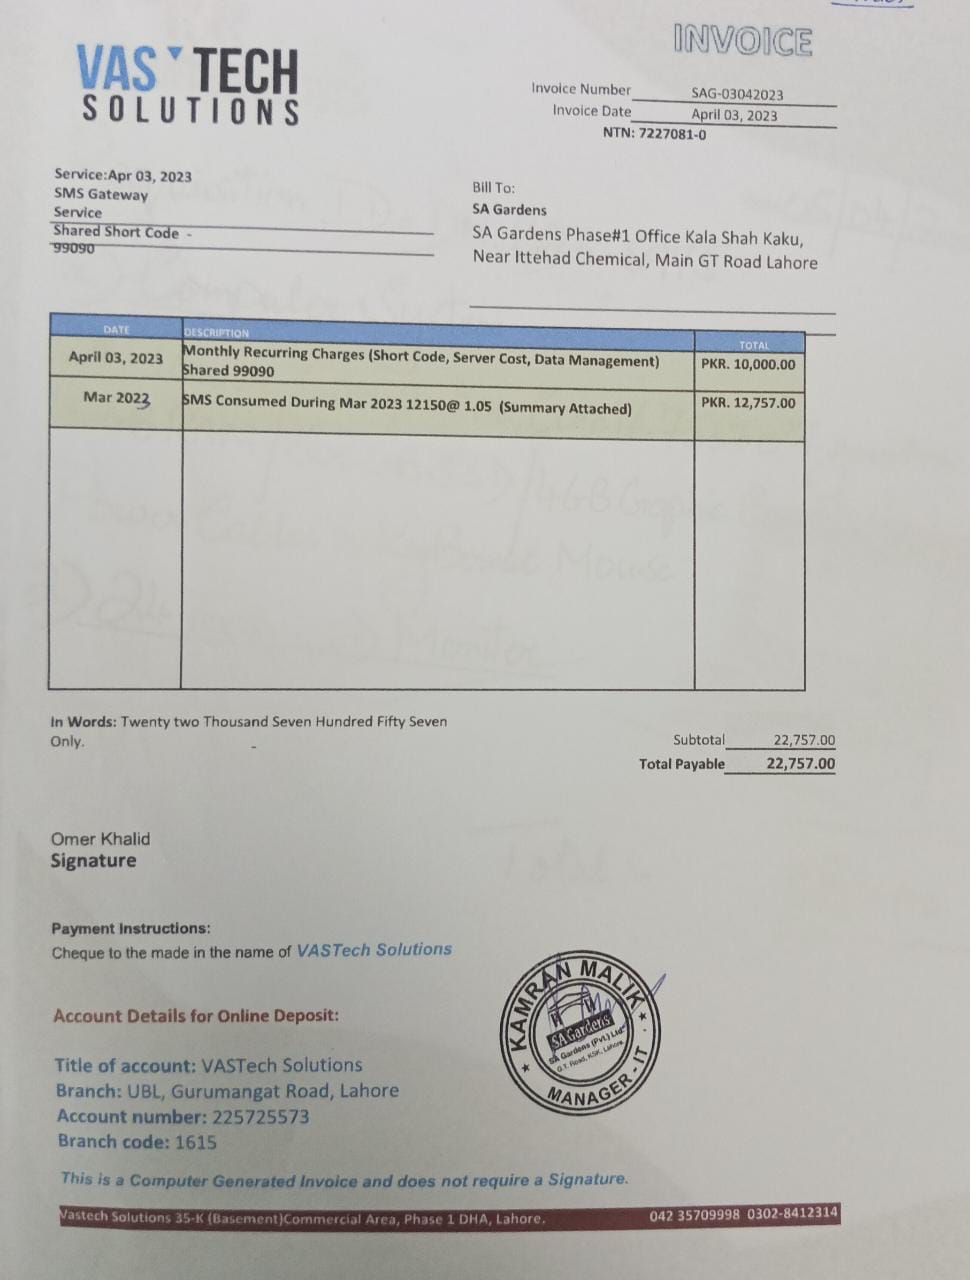 INVOICE
VAS TECH
SOLUTIONS
Invoice Number SAG-03042023
Invoice Date April 03, 2023
NTN: 7227081-0
Service:Apr 03, 2023
SMS Gateway
Service
Shared Short Code -
99090
Bill To:
SA Gardens
SA Gardens Phase#1 Office Kala Shah Kaku,
Near Ittehad Chemical, Main GT Road Lahore
DATE DESCRIPTION TOTAL
April 03, 2023 Monthly Recurring Charges (Short Code, Server Cost, Data Management) PKR. 10,000.00
Shared 99090
Mar 2023 SMS Consumed During Mar 2023 12150@ 1.05 (Summary Attached) PKR. 12,757.00
In Words: Twenty two Thousand Seven Hundred Fifty Seven
Only. -
Subtotal 22,757.00
Total Payable 22,757.00
Omer Khalid
Signature
Payment Instructions:
Cheque to the made in the name of VASTech Solutions
KAMRAN MALIK
SA Gardens
SA Gardens (Pvt.) Ltd
G.T. Road, KSK, Lahore.
MANAGER-IT
Account Details for Online Deposit:
Title of account: VASTech Solutions
Branch: UBL, Gurumangat Road, Lahore
Account number: 225725573
Branch code: 1615
This is a Computer Generated Invoice and does not require a Signature.
Vastech Solutions 35-K (Basement)Commercial Area, Phase 1 DHA, Lahore. 042 35709998 0302-8412314